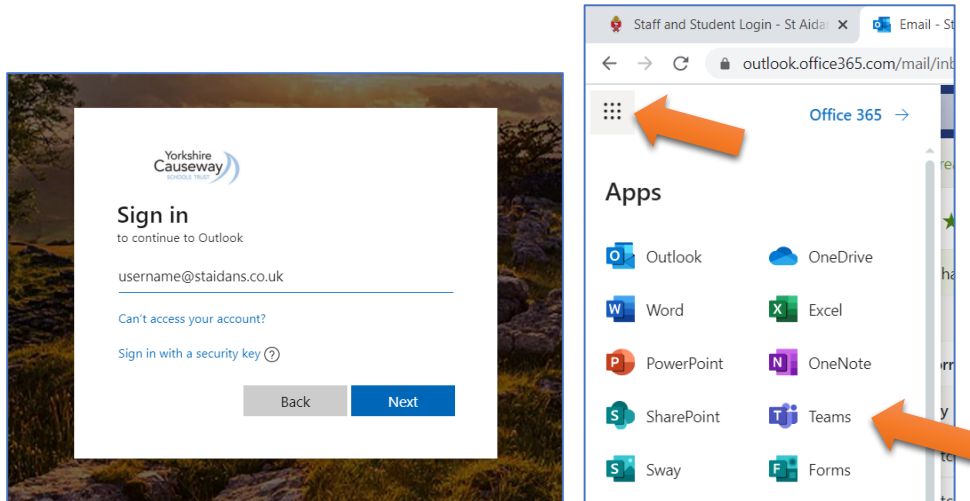 Yorkshire
Causeway
SCHOOLS TRUST
Sign in
to continue to Outlook
username@staidans.co.uk
Can't access your account?
Sign in with a security key
Back Next
Staff and Student Login - St Aida Email - St
outlook.office365.com/mail/inb
Office 365 →
Apps
Outlook OneDrive
Word Excel
PowerPoint OneNote
SharePoint Teams
Sway Forms